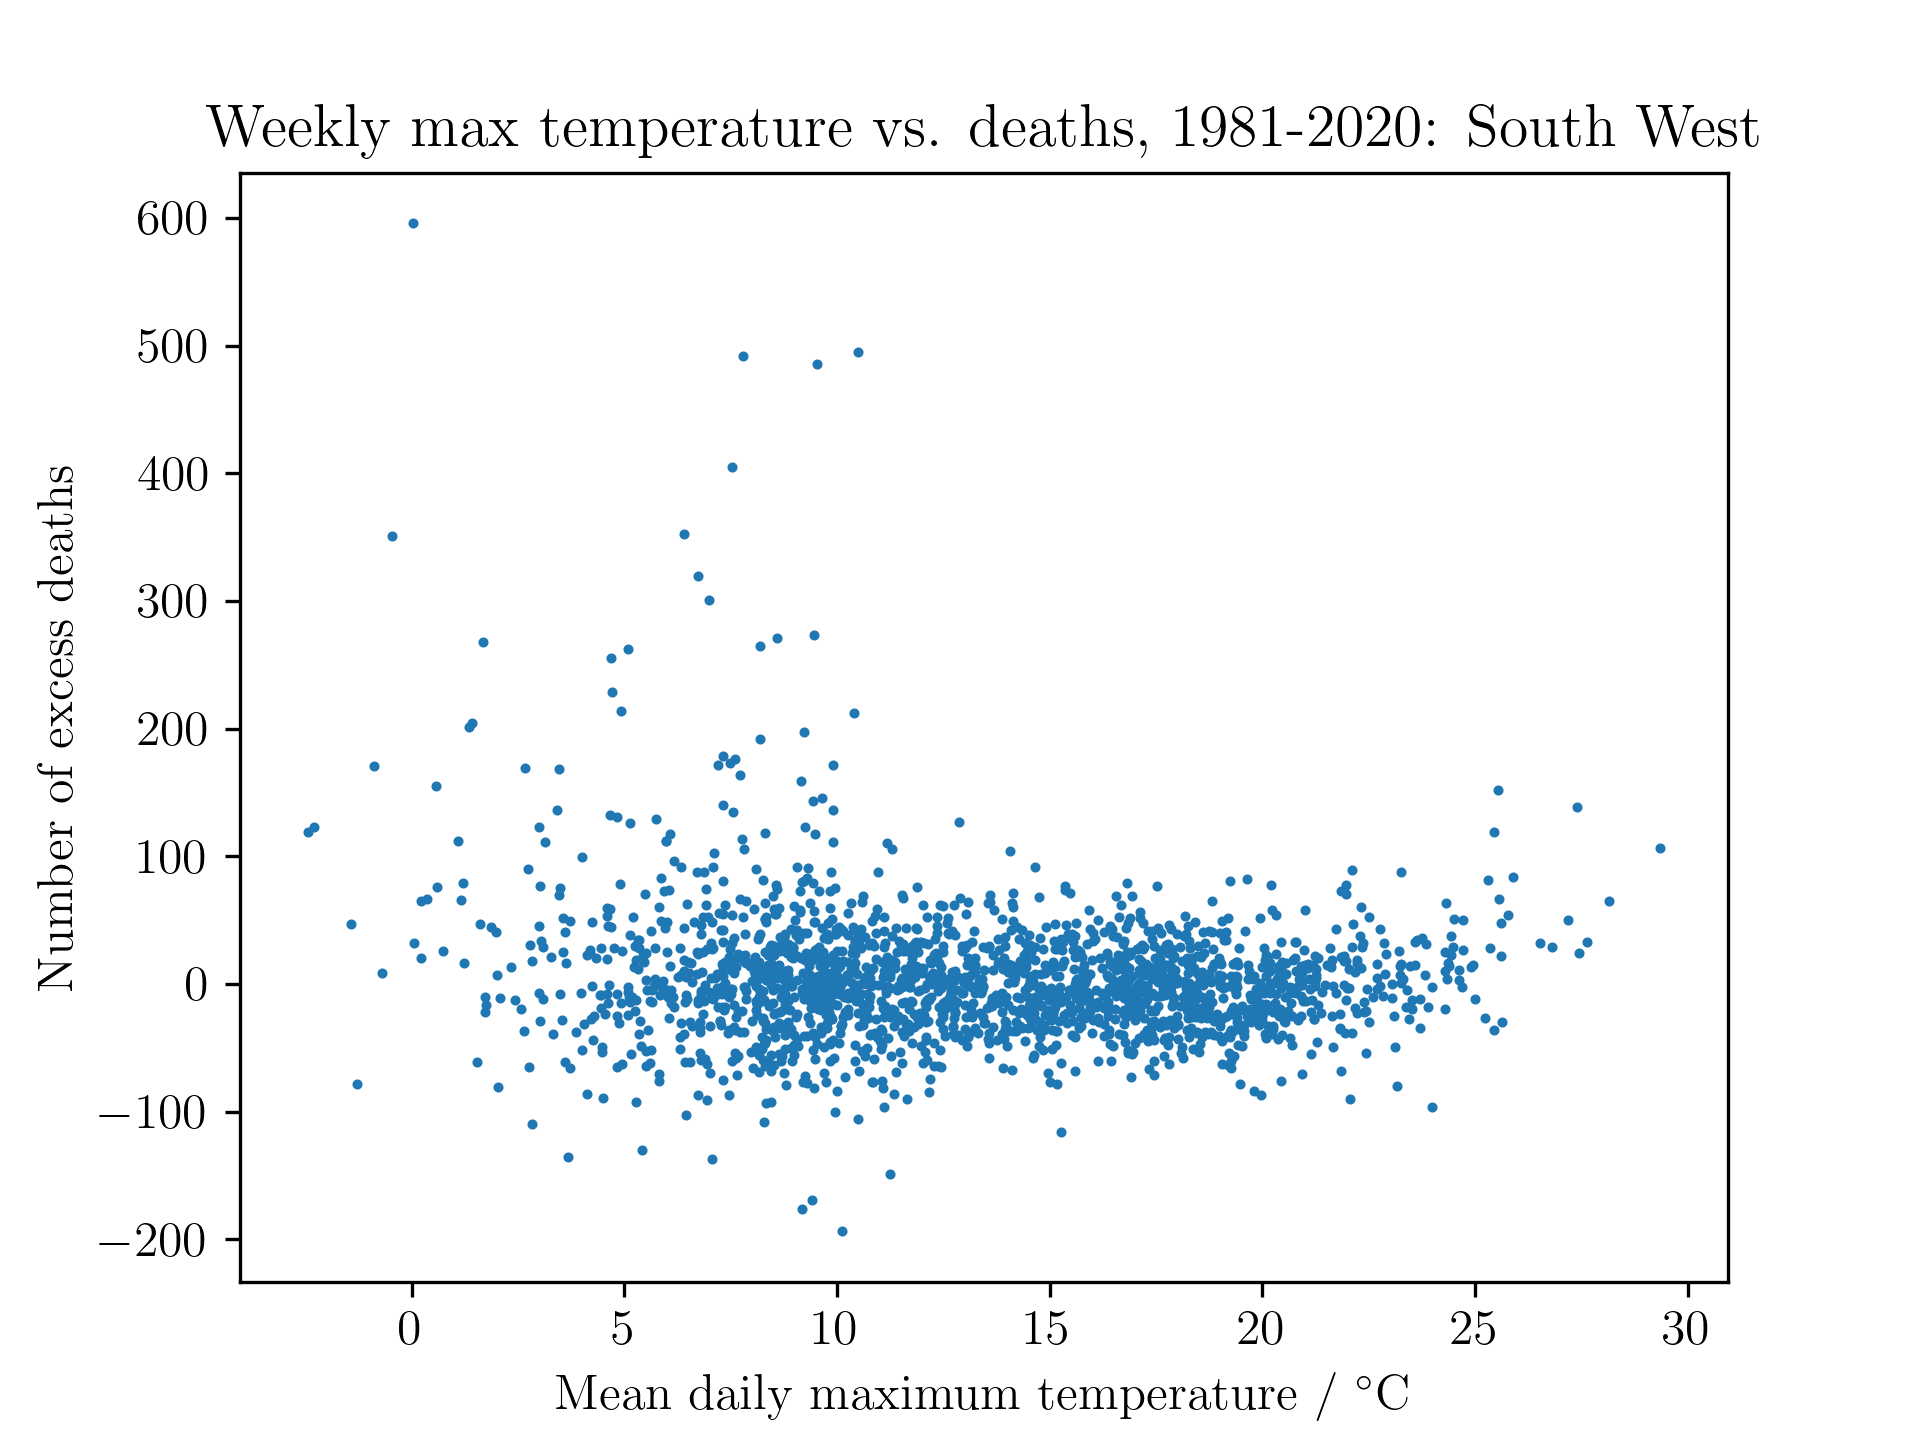 Weekly max temperature vs. deaths, 1981-2020: South West
600
500
400
300
200
100
0
−100
−200
Number of excess deaths
0 5 10 15 20 25 30
Mean daily maximum temperature / °C